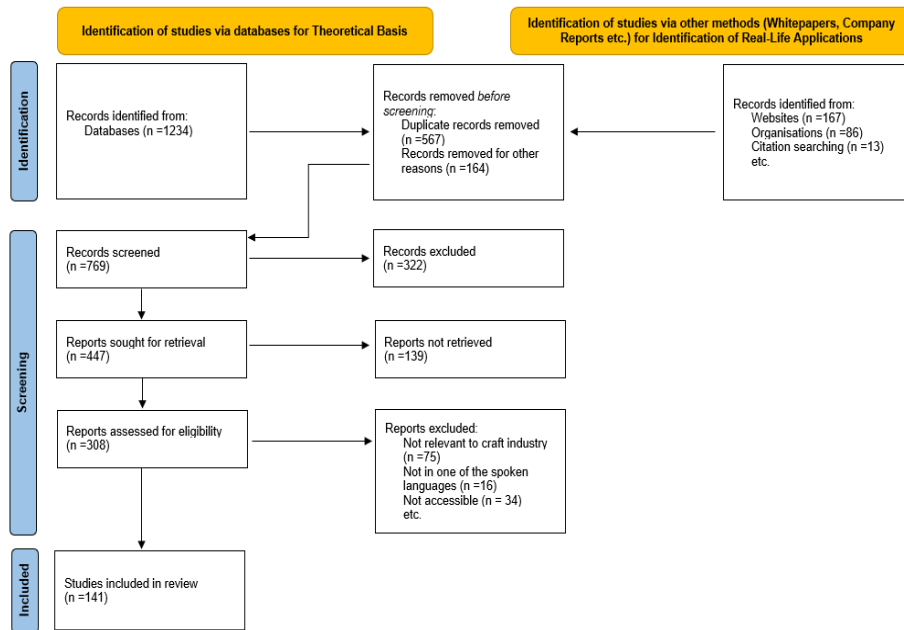 Identification of studies via databases for Theoretical Basis
Identification of studies via other methods (Whitepapers, Company
Reports etc.) for Identification of Real-Life Applications
Identification
Records identified from:
Databases (n =1234)
Records removed before
screening:
Duplicate records removed
(n =567)
Records removed for other
reasons (n =164)
Records identified from:
Websites (n =167)
Organisations (n =86)
Citation searching (n =13)
etc.
Screening
Records screened
(n =769)
Records excluded
(n =322)
Reports sought for retrieval
(n =447)
Reports not retrieved
(n =139)
Reports assessed for eligibility
(n =308)
Reports excluded:
Not relevant to craft industry
(n =75)
Not in one of the spoken
languages (n =16)
Not accessible (n = 34)
etc.
Included
Studies included in review
(n =141)